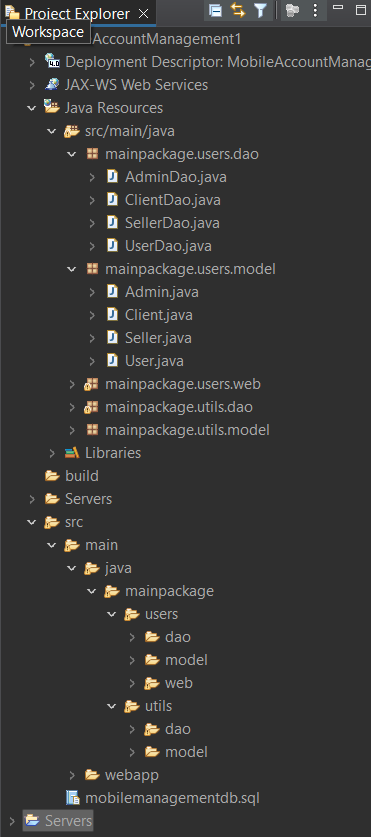 Project Explorer
Workspace
AccountManagement1
Deployment Descriptor: MobileAccountManag
JAX-WS Web Services
Java Resources
src/main/java
mainpackage.users.dao
AdminDao.java
ClientDao.java
SellerDao.java
UserDao.java
mainpackage.users.model
Admin.java
Client.java
Seller.java
User.java
mainpackage.users.web
mainpackage.utils.dao
mainpackage.utils.model
Libraries
build
Servers
src
main
java
mainpackage
users
dao
model
web
utils
dao
model
webapp
mobilemanagementdb.sql
Servers